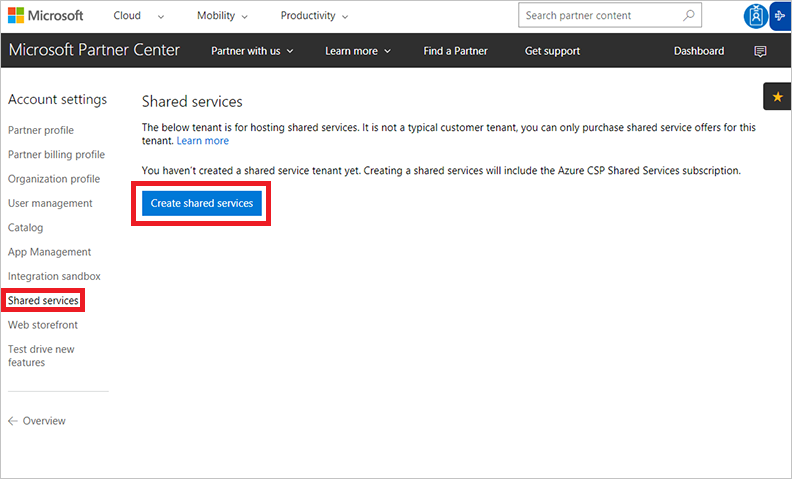 Microsoft Cloud Mobility Productivity Search partner content
Microsoft Partner Center Partner with us Learn more Find a Partner Get support Dashboard
Account settings
Partner profile
Partner billing profile
Organization profile
User management
Catalog
App Management
Integration sandbox
Shared services
Web storefront
Test drive new
features
Overview
Shared services
The below tenant is for hosting shared services. It is not a typical customer tenant, you can only purchase shared service offers for this
tenant. Learn more
You haven't created a shared service tenant yet. Creating a shared services will include the Azure CSP Shared Services subscription.
Create shared services